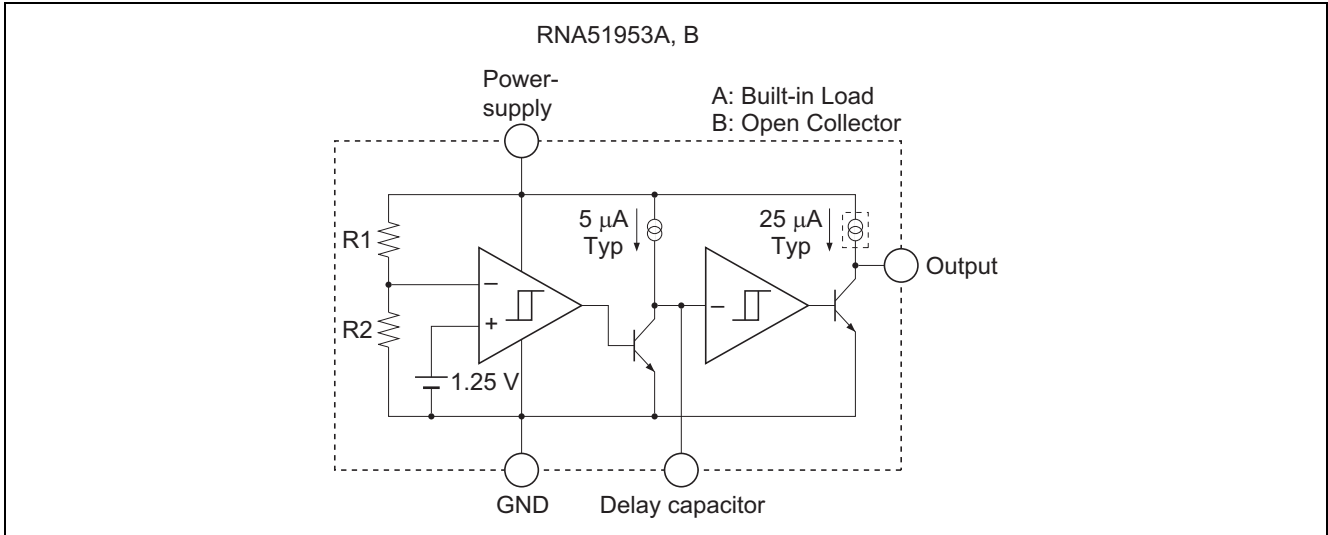 RNA51953A, B
Power-
supply
A: Built-in Load
B: Open Collector
5 μA
Typ
25 μA
Typ
R1
Output
−
+
−
R2
1.25 V
GND
Delay capacitor